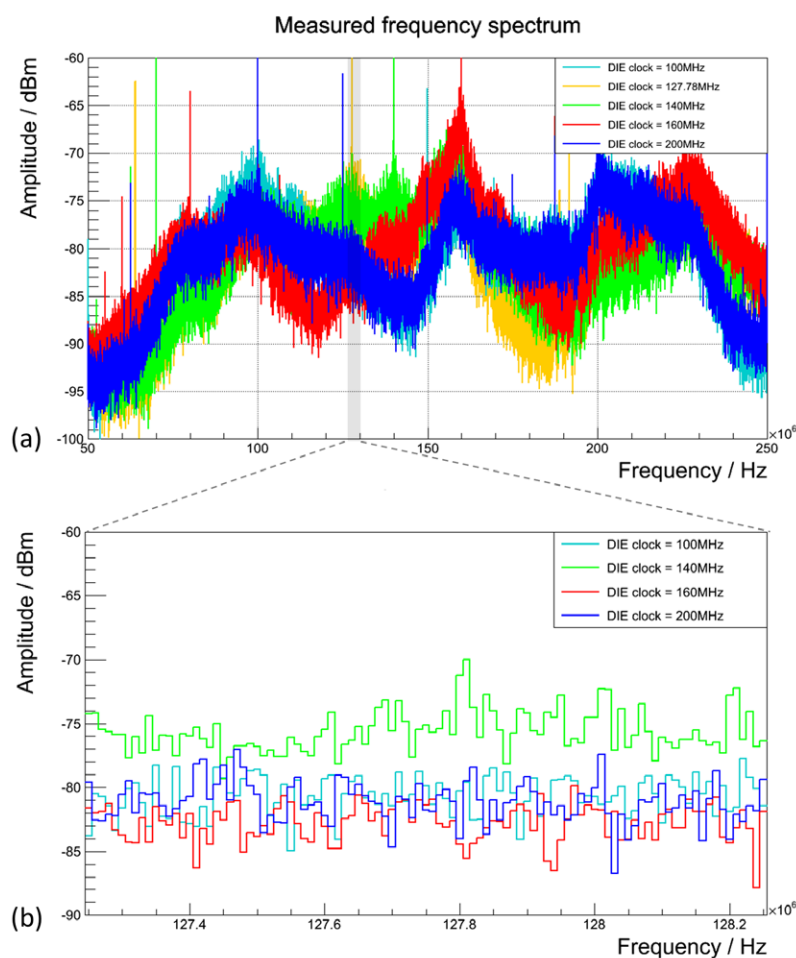 Measured frequency spectrum
Amplitude / dBm
-60
-65
-70
-75
-80
-85
-90
-95
-100
DIE clock = 100MHz
DIE clock = 127.78MHz
DIE clock = 140MHz
DIE clock = 160MHz
DIE clock = 200MHz
(a)
50
100
150
200
250
×10⁶
Frequency / Hz
Amplitude / dBm
-60
-65
-70
-75
-80
-85
-90
DIE clock = 100MHz
DIE clock = 140MHz
DIE clock = 160MHz
DIE clock = 200MHz
(b)
127.4
127.6
127.8
128
128.2
×10⁶
Frequency / Hz